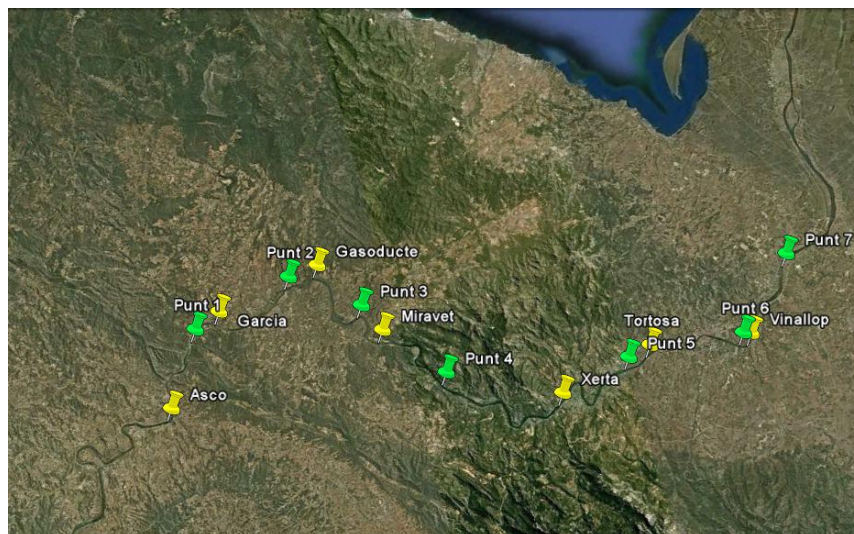 Punt 7
Gasoducte
Punt 2
Punt 3
Punt 1
Garcia
Miravet
Punt 6
Vinallop
Tortosa
Punt 5
Punt 4
Xerta
Asco